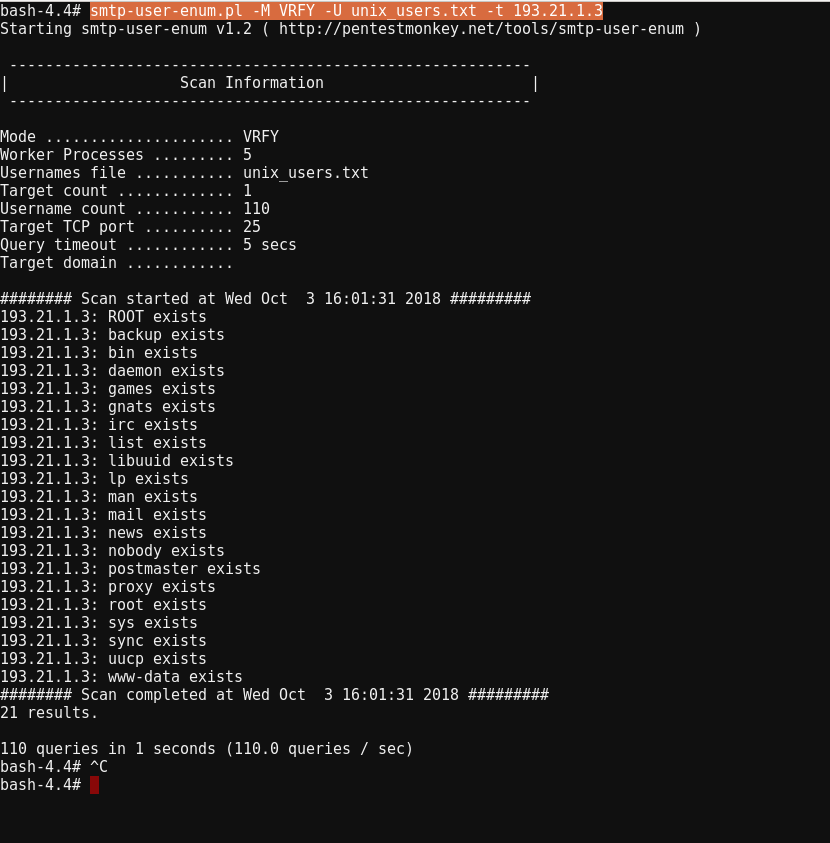 bash-4.4# smtp-user-enum.pl -M VRFY -U unix_users.txt -t 193.21.1.3
Starting smtp-user-enum v1.2 ( http://pentestmonkey.net/tools/smtp-user-enum )
 ----------------------------------------------------------
|                   Scan Information                       |
 ----------------------------------------------------------
Mode ..................... VRFY
Worker Processes ......... 5
Usernames file ........... unix_users.txt
Target count ............. 1
Username count ........... 110
Target TCP port .......... 25
Query timeout ............ 5 secs
Target domain ............
######## Scan started at Wed Oct  3 16:01:31 2018 #########
193.21.1.3: ROOT exists
193.21.1.3: backup exists
193.21.1.3: bin exists
193.21.1.3: daemon exists
193.21.1.3: games exists
193.21.1.3: gnats exists
193.21.1.3: irc exists
193.21.1.3: list exists
193.21.1.3: libuuid exists
193.21.1.3: lp exists
193.21.1.3: man exists
193.21.1.3: mail exists
193.21.1.3: news exists
193.21.1.3: nobody exists
193.21.1.3: postmaster exists
193.21.1.3: proxy exists
193.21.1.3: root exists
193.21.1.3: sys exists
193.21.1.3: sync exists
193.21.1.3: uucp exists
193.21.1.3: www-data exists
######## Scan completed at Wed Oct  3 16:01:31 2018 #########
21 results.
110 queries in 1 seconds (110.0 queries / sec)
bash-4.4# ^C
bash-4.4#